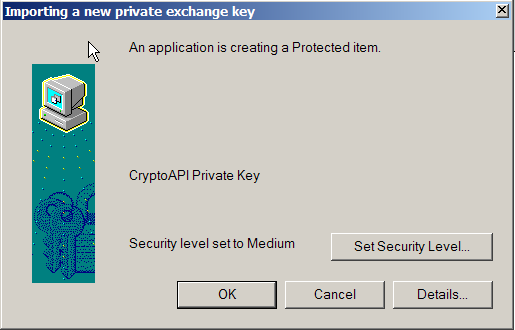 Importing a new private exchange key
An application is creating a Protected item.
CryptoAPI Private Key
Security level set to Medium
Set Security Level...
OK
Cancel
Details...